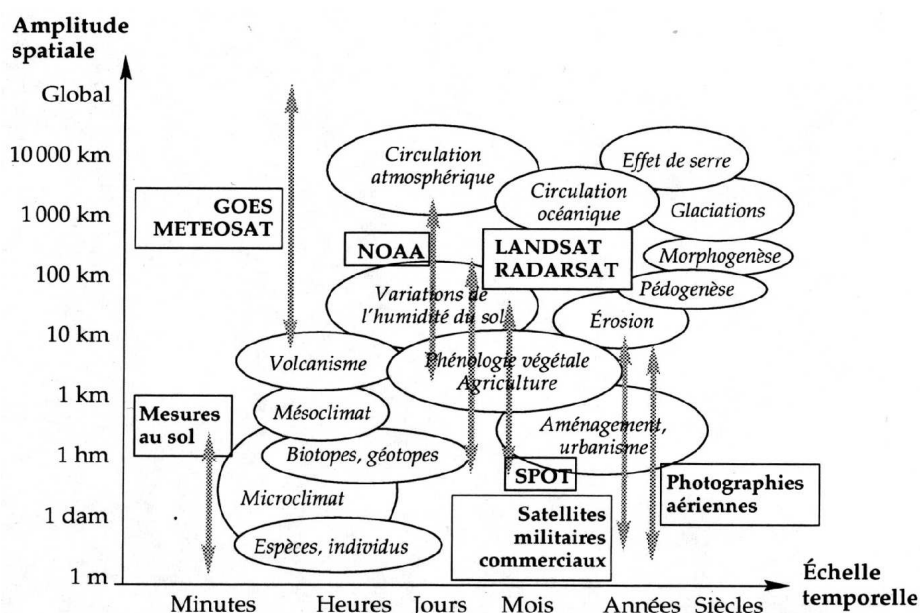 Amplitude
spatiale
Global
10 000 km
1 000 km
100 km
10 km
1 km
1 hm
1 dam
1 m
GOES
METEOSAT
Circulation
atmosphérique
Effet de serre
Circulation
océanique
Glaciations
NOAA
LANDSAT
RADARSAT
Morphogenèse
Pédogenèse
Variations de
l'humidité du sol
Érosion
Volcanisme
Phénologie végétale
Agriculture
Mesures
au sol
Mésoclimat
Aménagement,
urbanisme
Biotopes, géotopes
SPOT
Microclimat
Photographies
aériennes
Satellites
militaires
commerciaux
Espèces, individus
Échelle
temporelle
Minutes
Heures
Jours
Mois
Années
Siècles